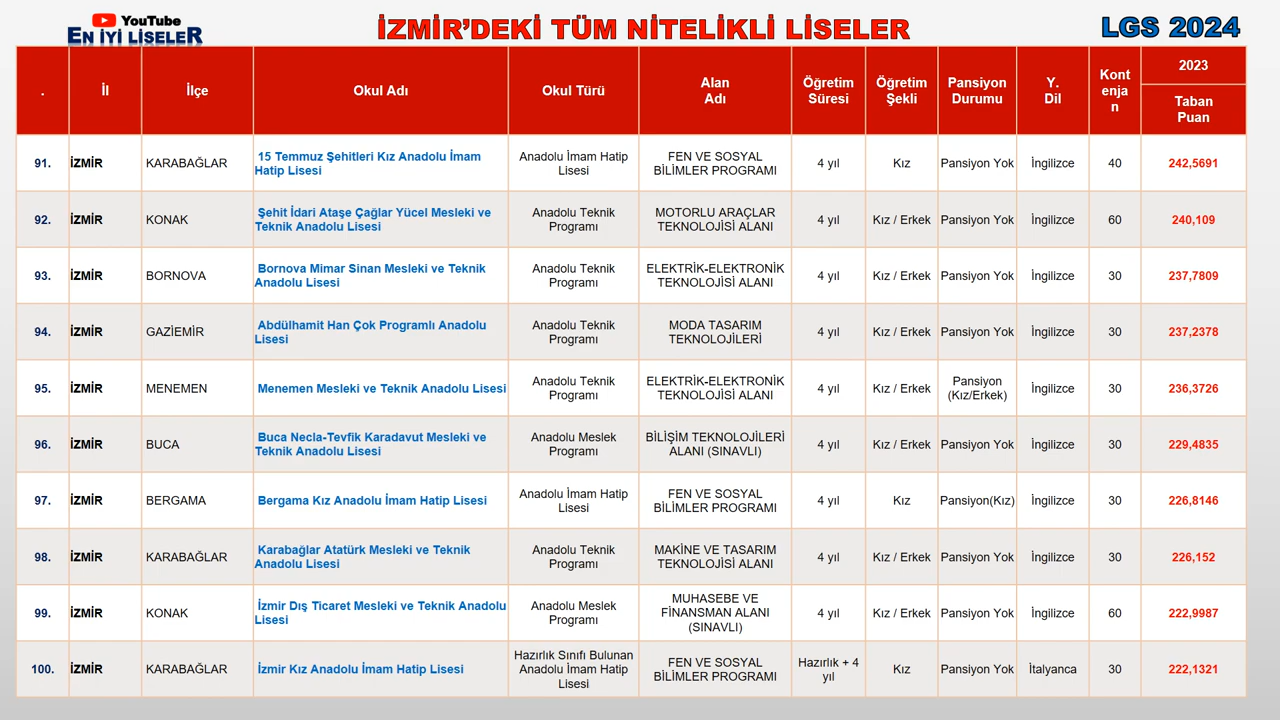 YouTube
EN İYİ LİSELER
İZMİR'DEKİ TÜM NİTELİKLİ LİSELER
LGS 2024
. İl İlçe Okul Adı Okul Türü Alan Adı Öğretim Süresi Öğretim Şekli Pansiyon Durumu Y. Dil Kontenjan 2023 Taban Puan
91. İZMİR KARABAĞLAR 15 Temmuz Şehitleri Kız Anadolu İmam Hatip Lisesi Anadolu İmam Hatip Lisesi FEN VE SOSYAL BİLİMLER PROGRAMI 4 yıl Kız Pansiyon Yok İngilizce 40 242,5691
92. İZMİR KONAK Şehit İdari Ataşe Çağlar Yücel Mesleki ve Teknik Anadolu Lisesi Anadolu Teknik Programı MOTORLU ARAÇLAR TEKNOLOJİSİ ALANI 4 yıl Kız / Erkek Pansiyon Yok İngilizce 60 240,109
93. İZMİR BORNOVA Bornova Mimar Sinan Mesleki ve Teknik Anadolu Lisesi Anadolu Teknik Programı ELEKTRİK-ELEKTRONİK TEKNOLOJİSİ ALANI 4 yıl Kız / Erkek Pansiyon Yok İngilizce 30 237,7809
94. İZMİR GAZİEMİR Abdülhamit Han Çok Programlı Anadolu Lisesi Anadolu Teknik Programı MODA TASARIM TEKNOLOJİLERİ 4 yıl Kız / Erkek Pansiyon Yok İngilizce 30 237,2378
95. İZMİR MENEMEN Menemen Mesleki ve Teknik Anadolu Lisesi Anadolu Teknik Programı ELEKTRİK-ELEKTRONİK TEKNOLOJİSİ ALANI 4 yıl Kız / Erkek Pansiyon (Kız/Erkek) İngilizce 30 236,3726
96. İZMİR BUCA Buca Necla-Tevfik Karadavut Mesleki ve Teknik Anadolu Lisesi Anadolu Meslek Programı BİLİŞİM TEKNOLOJİLERİ ALANI (SINAVLI) 4 yıl Kız / Erkek Pansiyon Yok İngilizce 30 229,4835
97. İZMİR BERGAMA Bergama Kız Anadolu İmam Hatip Lisesi Anadolu İmam Hatip Lisesi FEN VE SOSYAL BİLİMLER PROGRAMI 4 yıl Kız Pansiyon(Kız) İngilizce 30 226,8146
98. İZMİR KARABAĞLAR Karabağlar Atatürk Mesleki ve Teknik Anadolu Lisesi Anadolu Teknik Programı MAKİNE VE TASARIM TEKNOLOJİSİ ALANI 4 yıl Kız / Erkek Pansiyon Yok İngilizce 30 226,152
99. İZMİR KONAK İzmir Dış Ticaret Mesleki ve Teknik Anadolu Lisesi Anadolu Meslek Programı MUHASEBE VE FİNANSMAN ALANI (SINAVLI) 4 yıl Kız / Erkek Pansiyon Yok İngilizce 60 222,9987
100. İZMİR KARABAĞLAR İzmir Kız Anadolu İmam Hatip Lisesi Hazırlık Sınıfı Bulunan Anadolu İmam Hatip Lisesi FEN VE SOSYAL BİLİMLER PROGRAMI Hazırlık + 4 yıl Kız Pansiyon Yok İtalyanca 30 222,1321